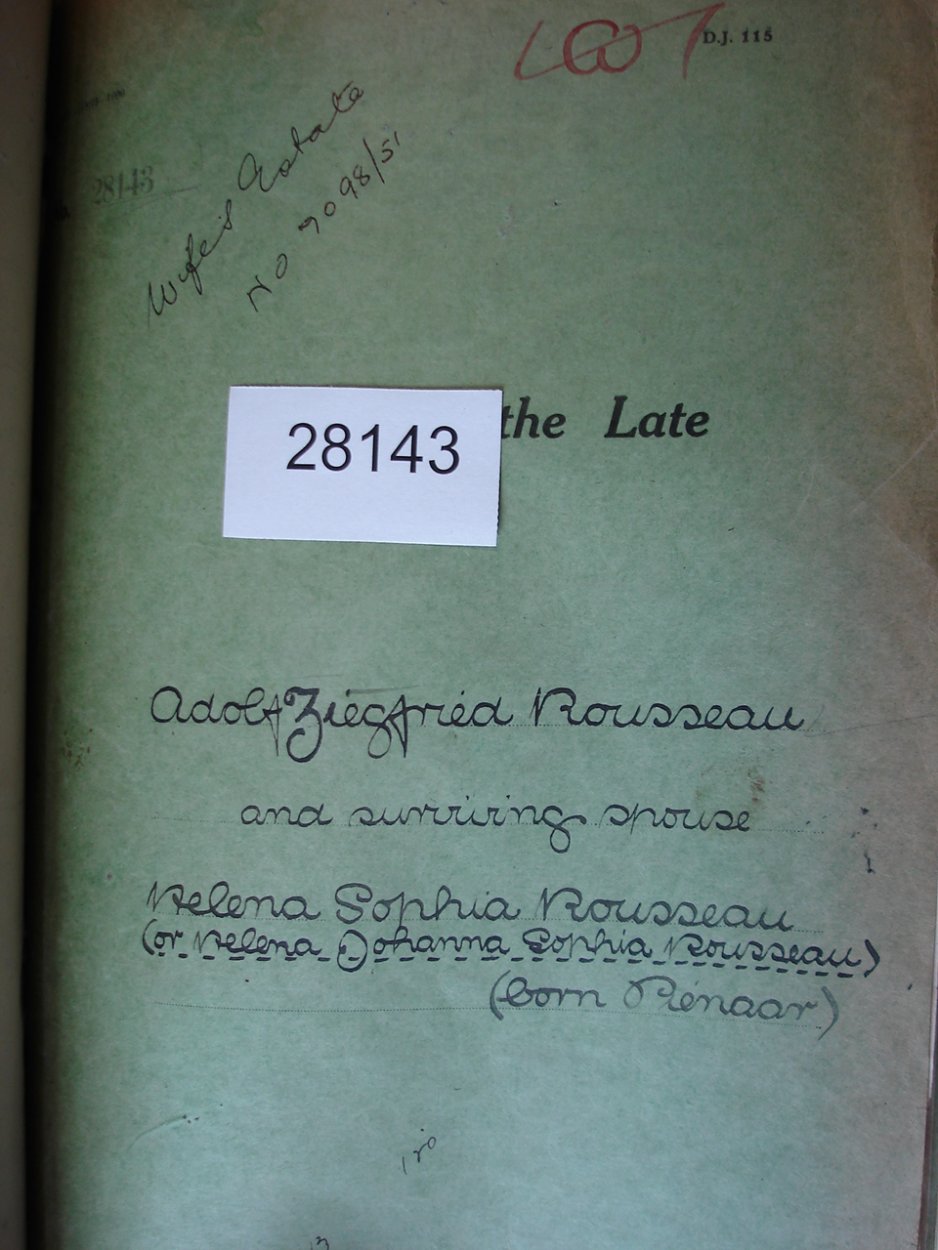 D.J. 115
28143
Wife's Estate
No 7098/51
28143
the Late
Adolf Ziegfried Rousseau
and surviving spouse
Helena Sophia Rousseau
(or Helena Johanna Sophia Rousseau)
(born Pienaar)